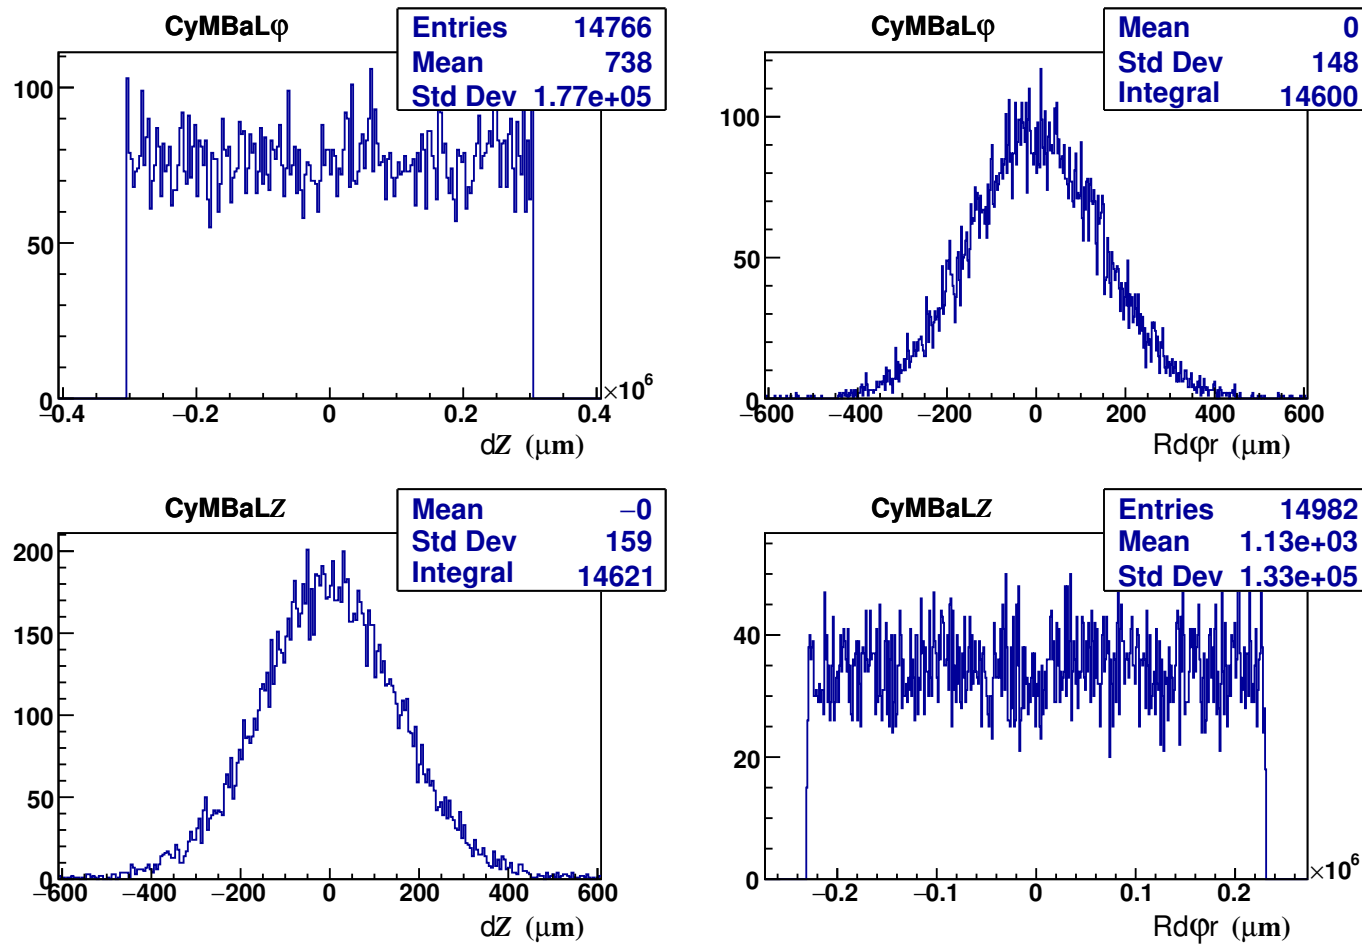 CyMBaLφ
Entries 14766
Mean 738
Std Dev 1.77e+05
100
50
0
−0.4 −0.2 0 0.2 0.4 ×10⁶
dZ (μm)
CyMBaLφ
Mean 0
Std Dev 148
Integral 14600
100
50
0
−600 −400 −200 0 200 400 600
Rdφr (μm)
CyMBaLZ
Mean −0
Std Dev 159
Integral 14621
200
150
100
50
0
−600 −400 −200 0 200 400 600
dZ (μm)
CyMBaLZ
Entries 14982
Mean 1.13e+03
Std Dev 1.33e+05
40
20
0
−0.2 −0.1 0 0.1 0.2 ×10⁶
Rdφr (μm)